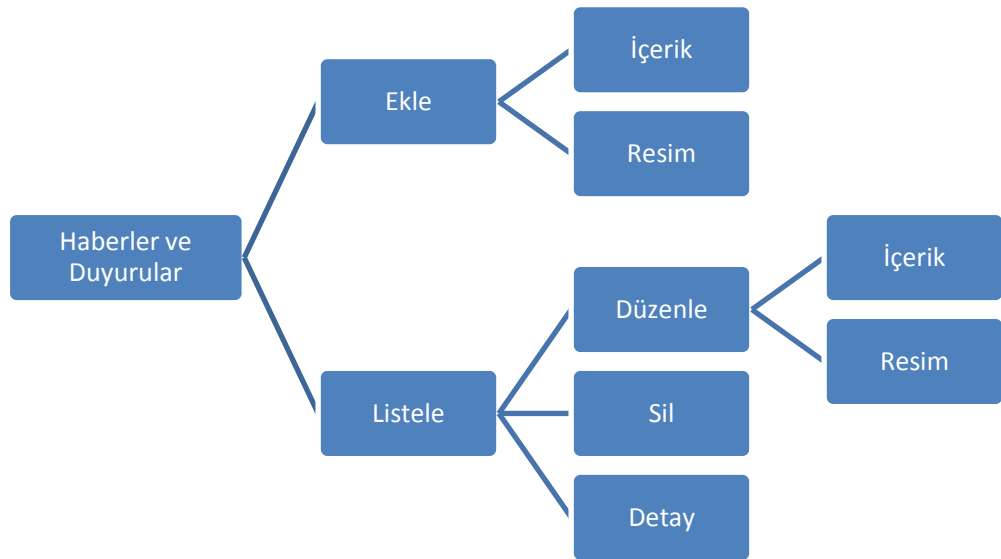 İçerik
Ekle
Resim
Haberler ve
Duyurular
İçerik
Düzenle
Resim
Listele
Sil
Detay